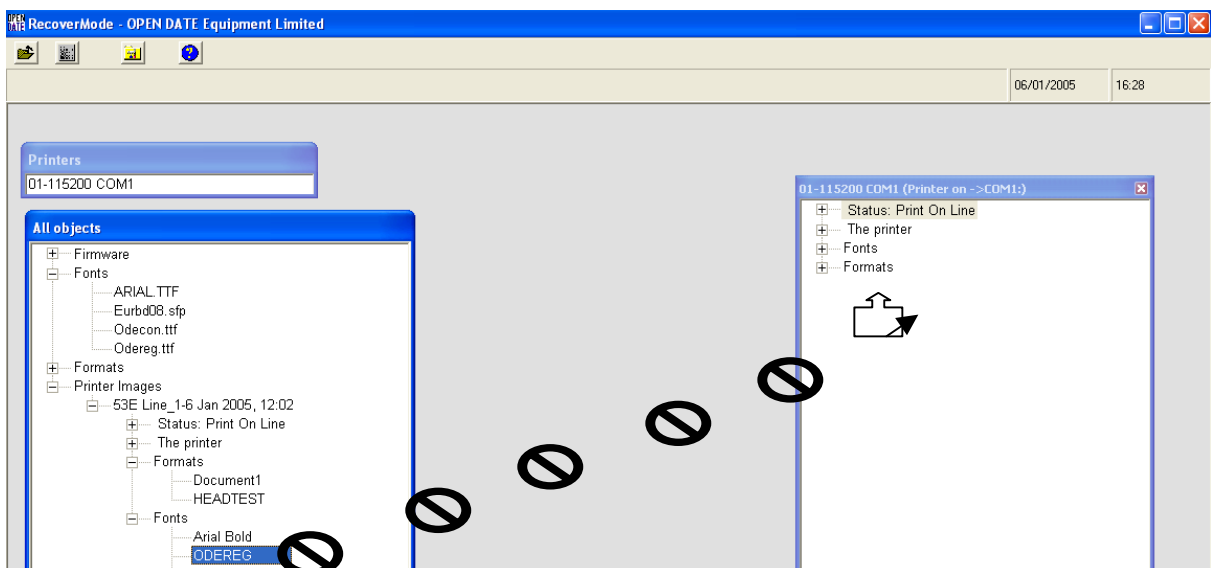 OPEN DATE RecoverMode - OPEN DATE Equipment Limited
06/01/2005 16:28
Printers
01-115200 COM1
All objects
Firmware
Fonts
ARIAL.TTF
Eurbd08.sfp
Odecon.ttf
Odereg.ttf
Formats
Printer Images
53E Line_1-6 Jan 2005, 12:02
Status: Print On Line
The printer
Formats
Document1
HEADTEST
Fonts
Arial Bold
ODEREG
01-115200 COM1 (Printer on ->COM1:)
Status: Print On Line
The printer
Fonts
Formats